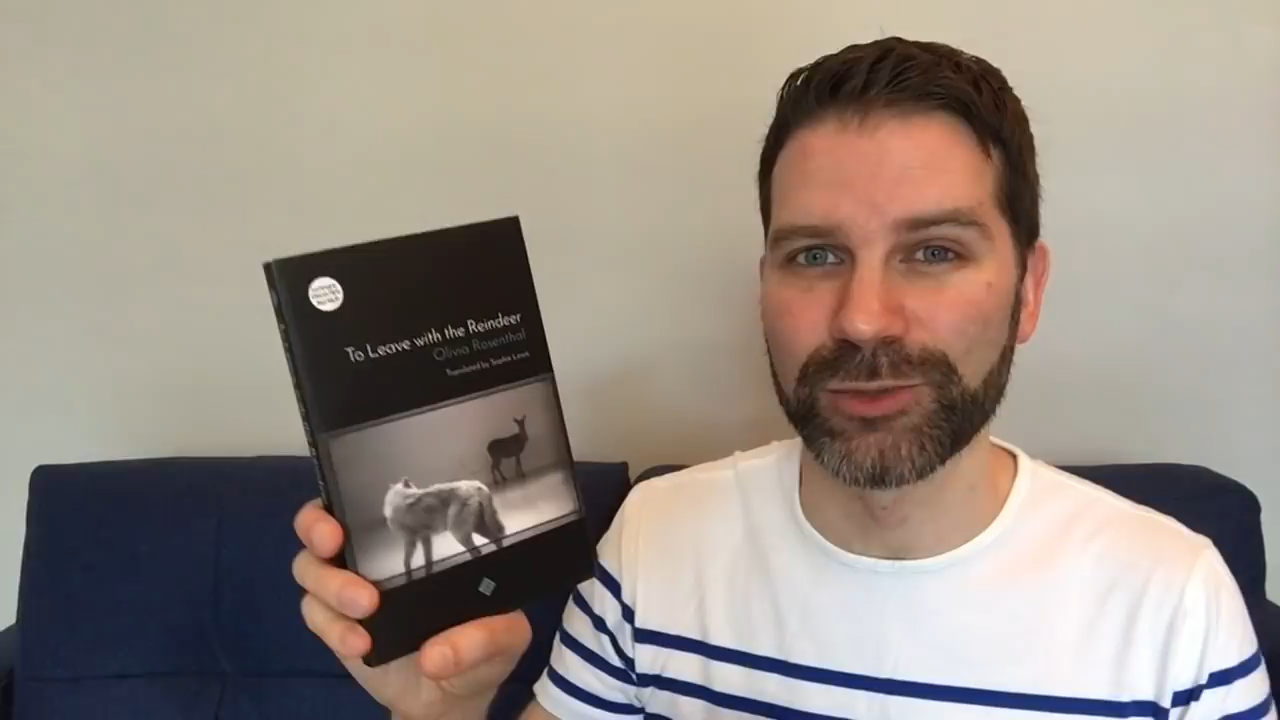 To Leave with the Reindeer
Olivia Rosenthal
Translated by Sophie Lewis